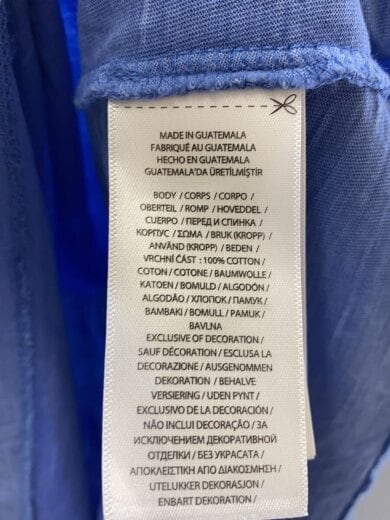 MADE IN GUATEMALA
FABRIQUÉ AU GUATEMALA
HECHO EN GUATEMALA
GUATEMALA'DA ÜRETİLMİŞTİR
BODY / CORPS / CORPO /
OBERTEIL / ROMP / HOVEDDEL /
CUERPO / ПЕРЕД И СПИНКА /
КОРПУС / ΣΩΜΑ / BRUK (KROPP) /
ANVÄND (KROPP) / BEDEN /
VRCHNÍ ČÁST : 100% COTTON /
COTON / COTONE / BAUMWOLLE /
KATOEN / BOMULD / ALGODÓN /
ALGODÃO / ХЛОПОК / ПАМУК /
BAMBAKI / BOMULL / PAMUK /
BAVLNA
EXCLUSIVE OF DECORATION /
SAUF DÉCORATION / ESCLUSA LA
DECORAZIONE / AUSGENOMMEN
DEKORATION / BEHALVE
VERSIERING / UDEN PYNT /
EXCLUSIVO DE LA DECORACIÓN /
NÃO INCLUI DECORAÇÃO / ЗА
ИСКЛЮЧЕНИЕМ ДЕКОРАТИВНОЙ
ОТДЕЛКИ / БЕЗ УКРАСАТА /
ΑΠΟΚΛΕΙΣΤΙΚΗ ΑΠΟ ΔΙΑΚΟΣΜΗΣΗ /
UTELUKKER DEKORASJON /
ENBART DEKORATION /